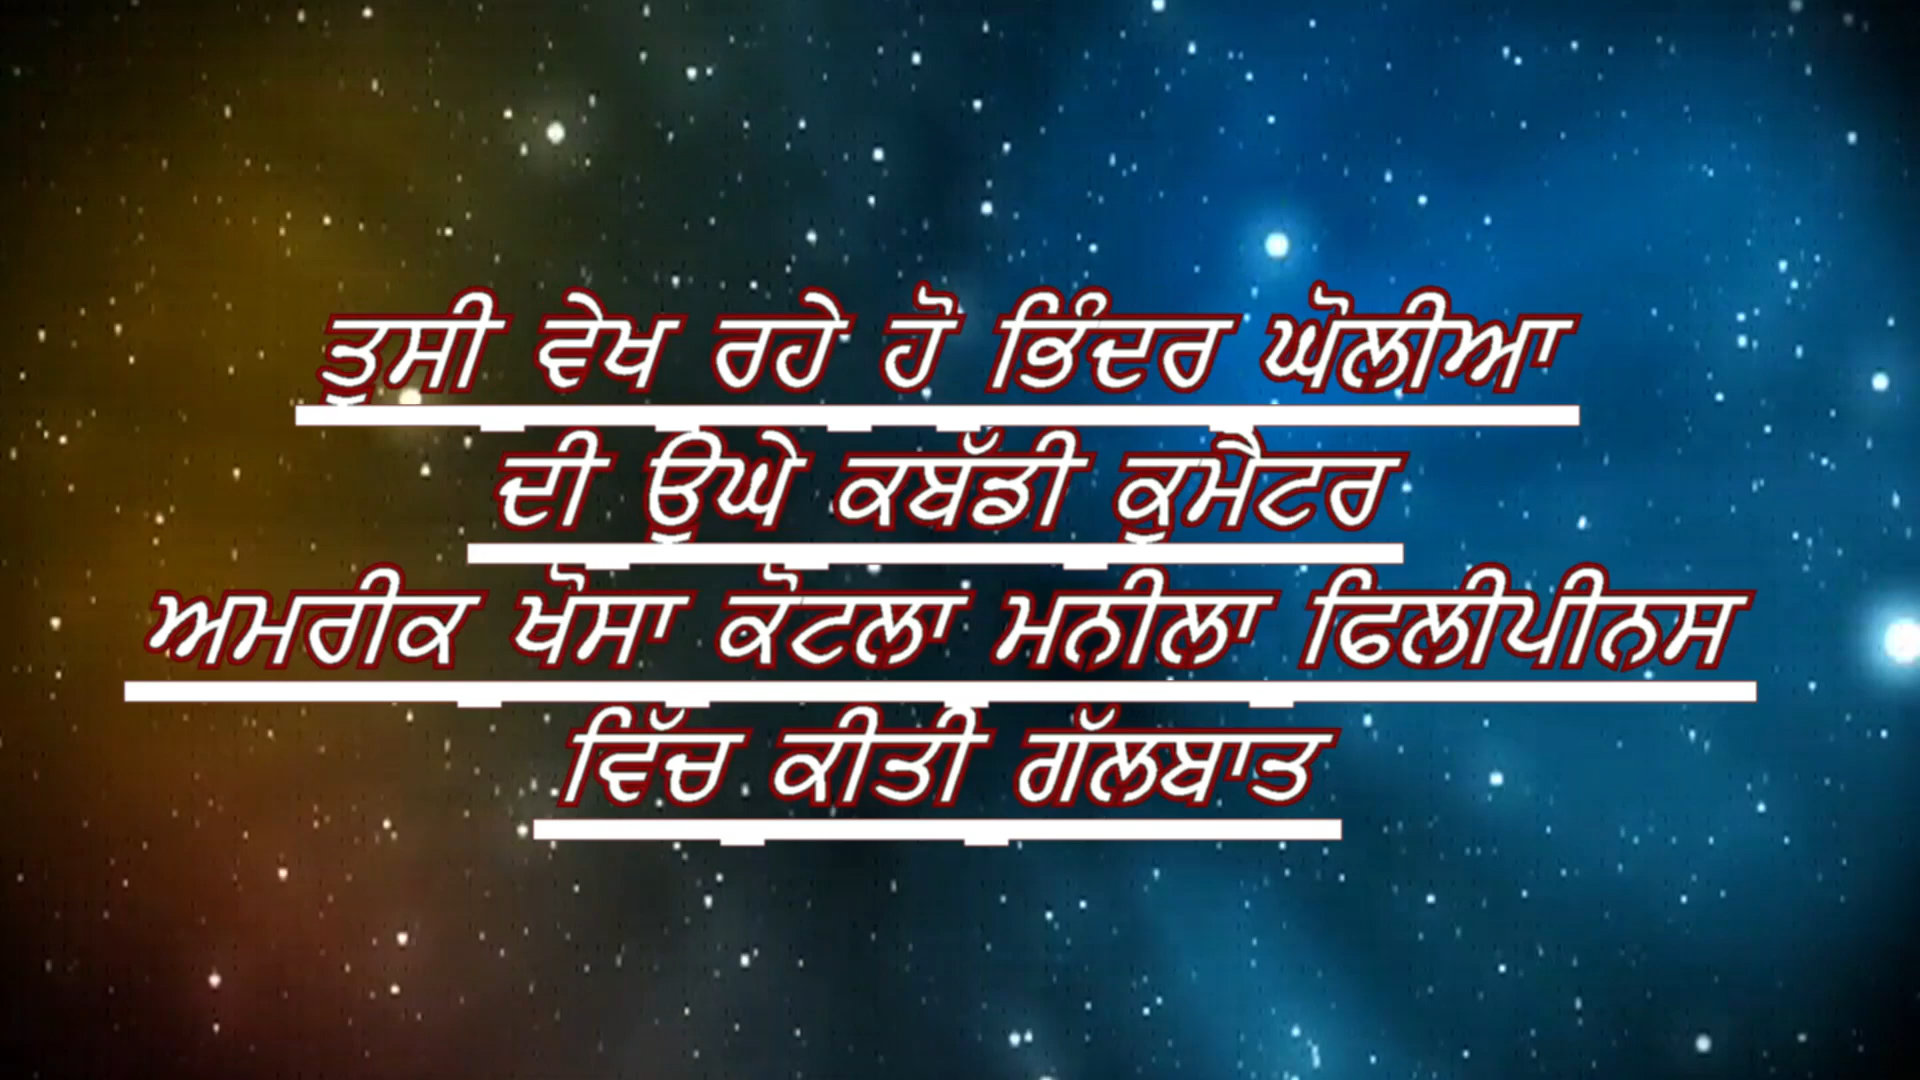 ਤੁਸੀ ਵੇਖ ਰਹੇ ਹੋ ਭਿੰਦਰ ਘੋਲੀਆ
ਦੀ ਉਘੇ ਕਬੱਡੀ ਕੁਮੈਟਰ
ਅਮਰੀਕ ਖੋਸਾ ਕੋਟਲਾ ਮਨੀਲਾ ਫਿਲੀਪੀਨਸ
ਵਿੱਚ ਕੀਤੀ ਗੱਲਬਾਤ